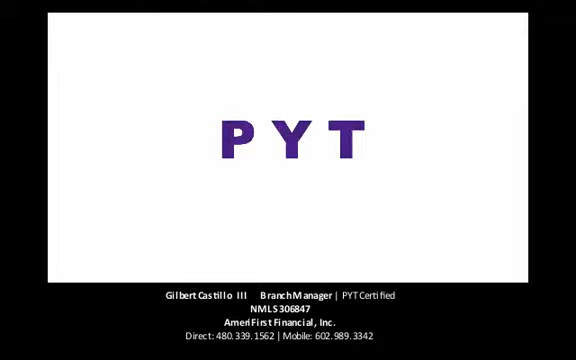 PYT
Gilbert Castillo III Branch Manager | PYT Certified
NMLS 306847
AmeriFirst Financial, Inc.
Direct: 480.339.1562 | Mobile: 602.989.3342